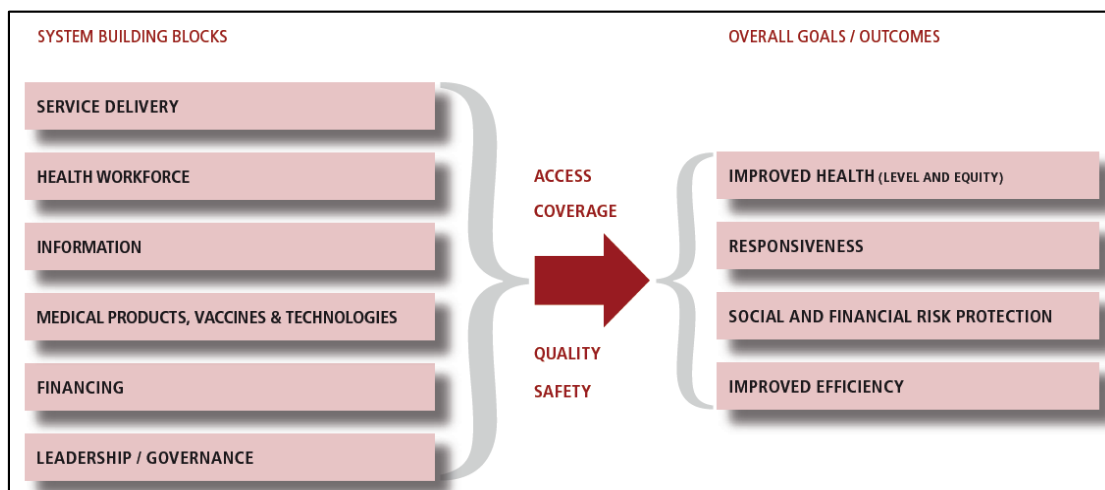 SYSTEM BUILDING BLOCKS
SERVICE DELIVERY
HEALTH WORKFORCE
INFORMATION
MEDICAL PRODUCTS, VACCINES & TECHNOLOGIES
FINANCING
LEADERSHIP / GOVERNANCE
ACCESS
COVERAGE
QUALITY
SAFETY
OVERALL GOALS / OUTCOMES
IMPROVED HEALTH (LEVEL AND EQUITY)
RESPONSIVENESS
SOCIAL AND FINANCIAL RISK PROTECTION
IMPROVED EFFICIENCY